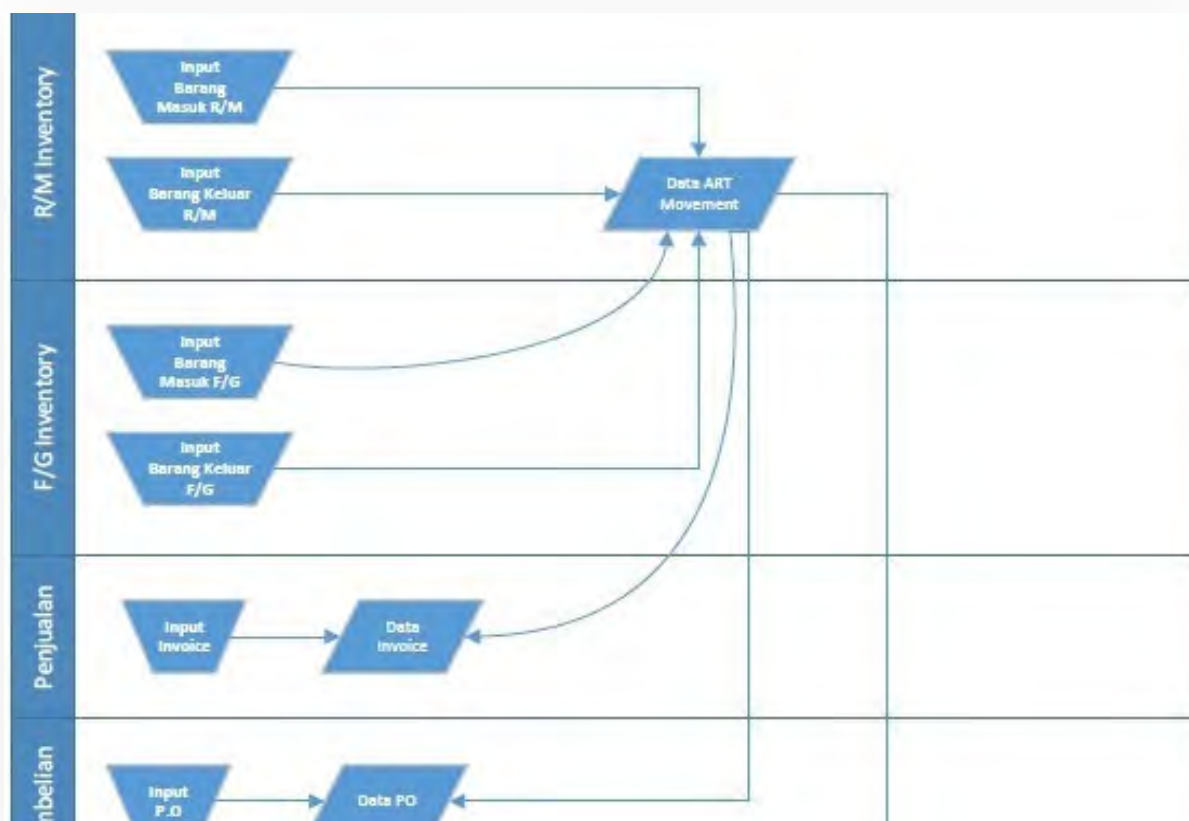 R/M Inventory
Input
Barang
Masuk R/M
Input
Barang Keluar
R/M
Data ART
Movement
F/G Inventory
Input
Barang
Masuk F/G
Input
Barang Keluar
F/G
Penjualan
Input
Invoice
Data
Invoice
mbelian
Input
P.O
Data PO